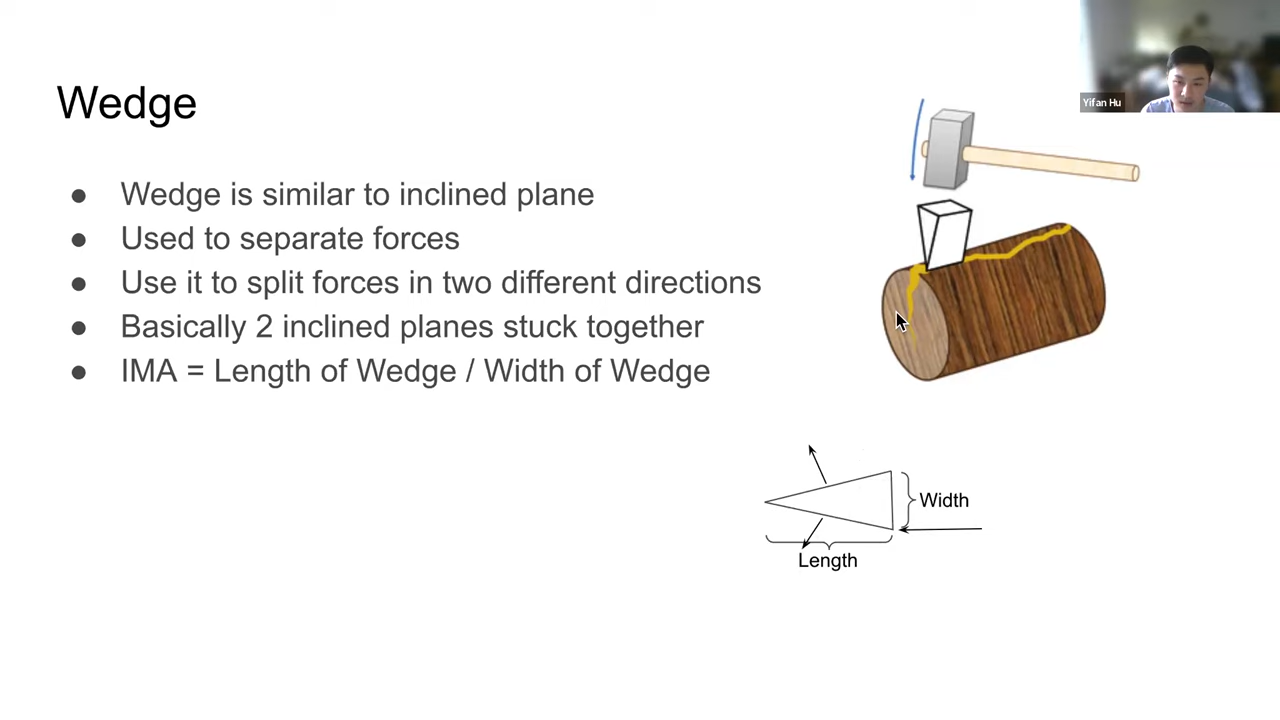 Wedge
Yifan Hu
● Wedge is similar to inclined plane
● Used to separate forces
● Use it to split forces in two different directions
● Basically 2 inclined planes stuck together
● IMA = Length of Wedge / Width of Wedge
Width
Length